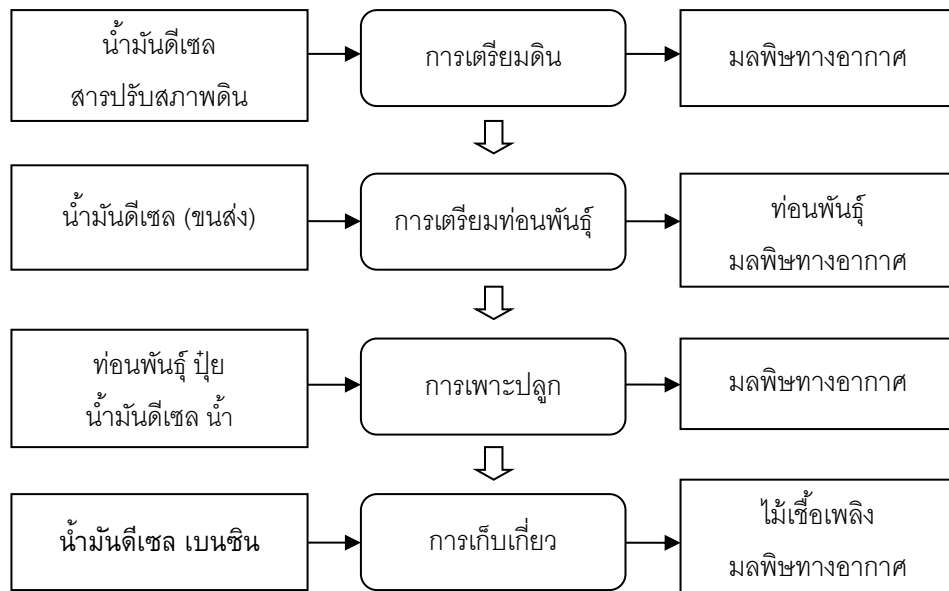 น้ำมันดีเซล
สารปรับสภาพดิน
การเตรียมดิน
มลพิษทางอากาศ
น้ำมันดีเซล (ขนส่ง)
การเตรียมท่อนพันธุ์
ท่อนพันธุ์
มลพิษทางอากาศ
ท่อนพันธุ์ ปุ๋ย
น้ำมันดีเซล น้ำ
การเพาะปลูก
มลพิษทางอากาศ
น้ำมันดีเซล เบนซิน
การเก็บเกี่ยว
ไม้เชื้อเพลิง
มลพิษทางอากาศ